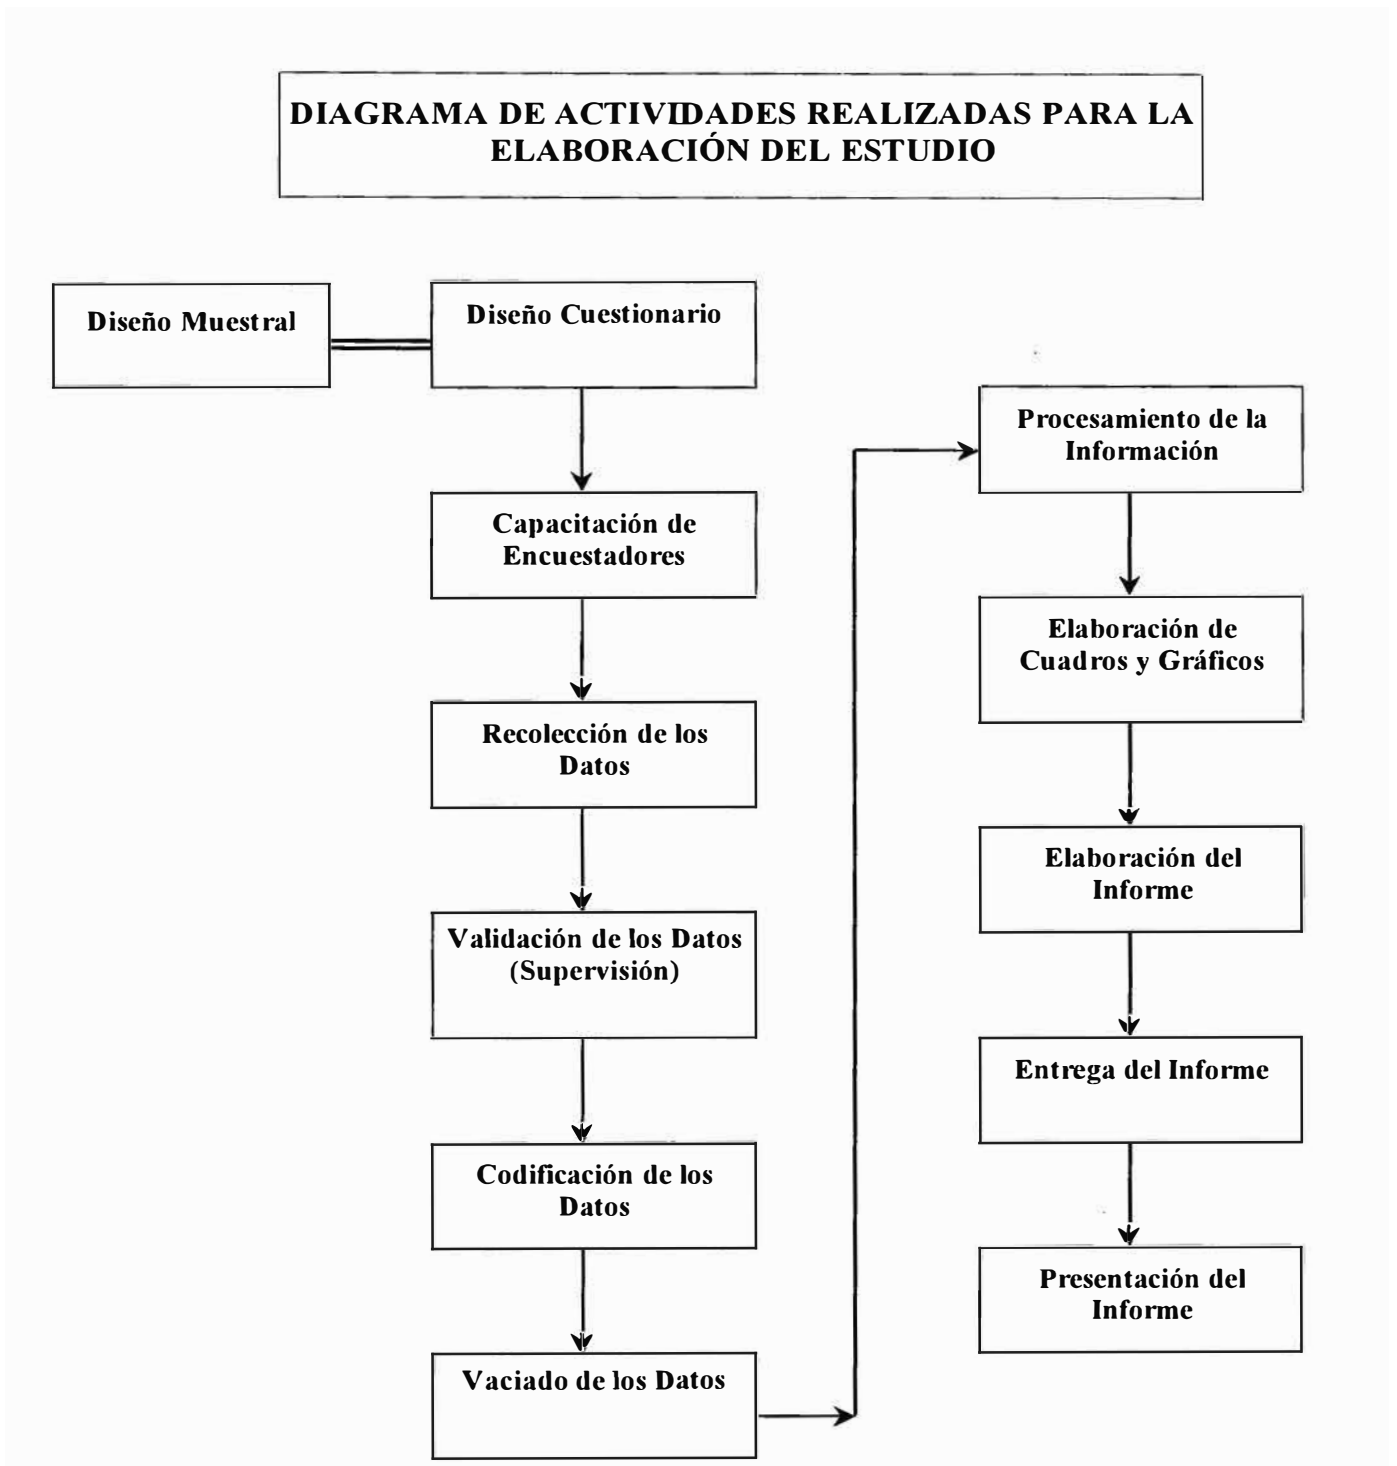 DIAGRAMA DE ACTIVIDADES REALIZADAS PARA LA
ELABORACIÓN DEL ESTUDIO
Diseño Muestral
Diseño Cuestionario
Capacitación de
Encuestadores
Recolección de los
Datos
Validación de los Datos
(Supervisión)
Codificación de los
Datos
Vaciado de los Datos
Procesamiento de la
Información
Elaboración de
Cuadros y Gráficos
Elaboración del
Informe
Entrega del Informe
Presentación del
Informe